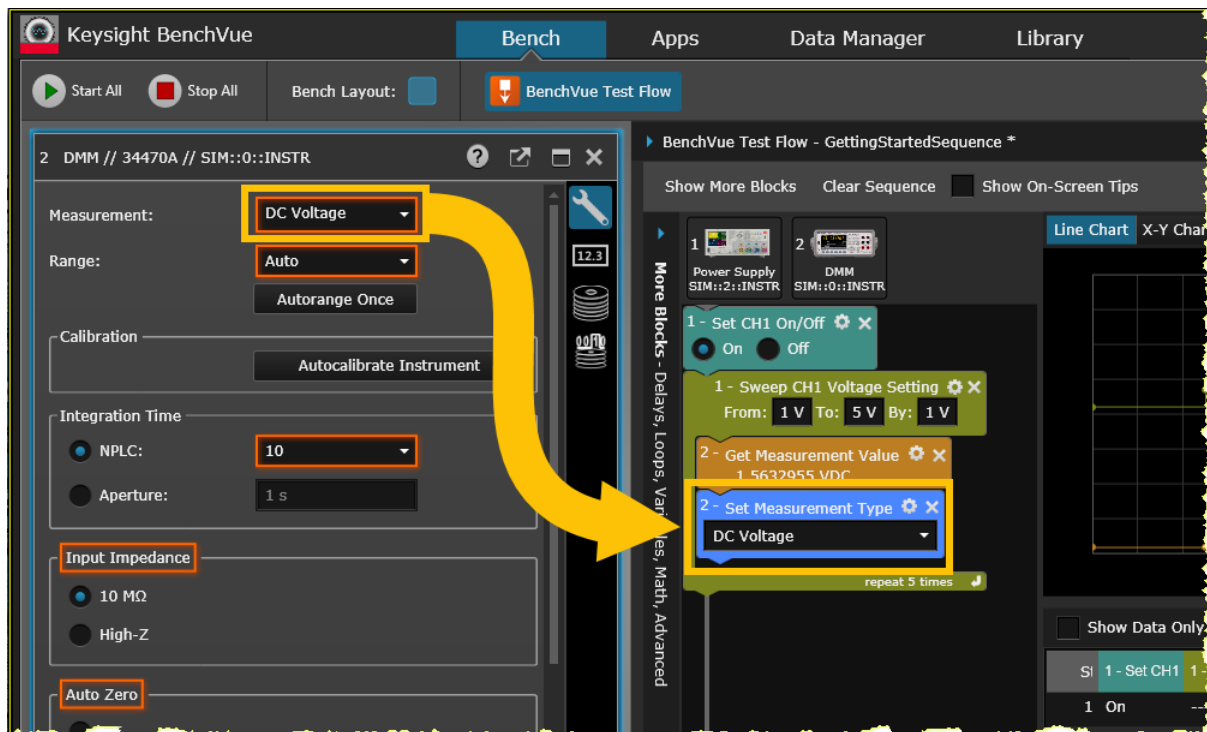 Keysight BenchVue
Bench
Apps
Data Manager
Library
Start All
Stop All
Bench Layout:
BenchVue Test Flow
2 DMM // 34470A // SIM::0::INSTR
?
Measurement:
DC Voltage
Range:
Auto
Autorange Once
12.3
Calibration
Autocalibrate Instrument
Integration Time
NPLC:
10
Aperture:
1 s
Input Impedance
10 MΩ
High-Z
Auto Zero
BenchVue Test Flow - GettingStartedSequence *
Show More Blocks
Clear Sequence
Show On-Screen Tips
More Blocks - Delays, Loops, Variables, Math, Advanced
1
Power Supply
SIM::2::INSTR
2
DMM
SIM::0::INSTR
1 - Set CH1 On/Off
On
Off
1 - Sweep CH1 Voltage Setting
From: 1 V To: 5 V By: 1 V
2 - Get Measurement Value
1.5632955 VDC
2 - Set Measurement Type
DC Voltage
repeat 5 times
Line Chart
X-Y Char
Show Data Only
1 - Set CH1
1 -
1 On --